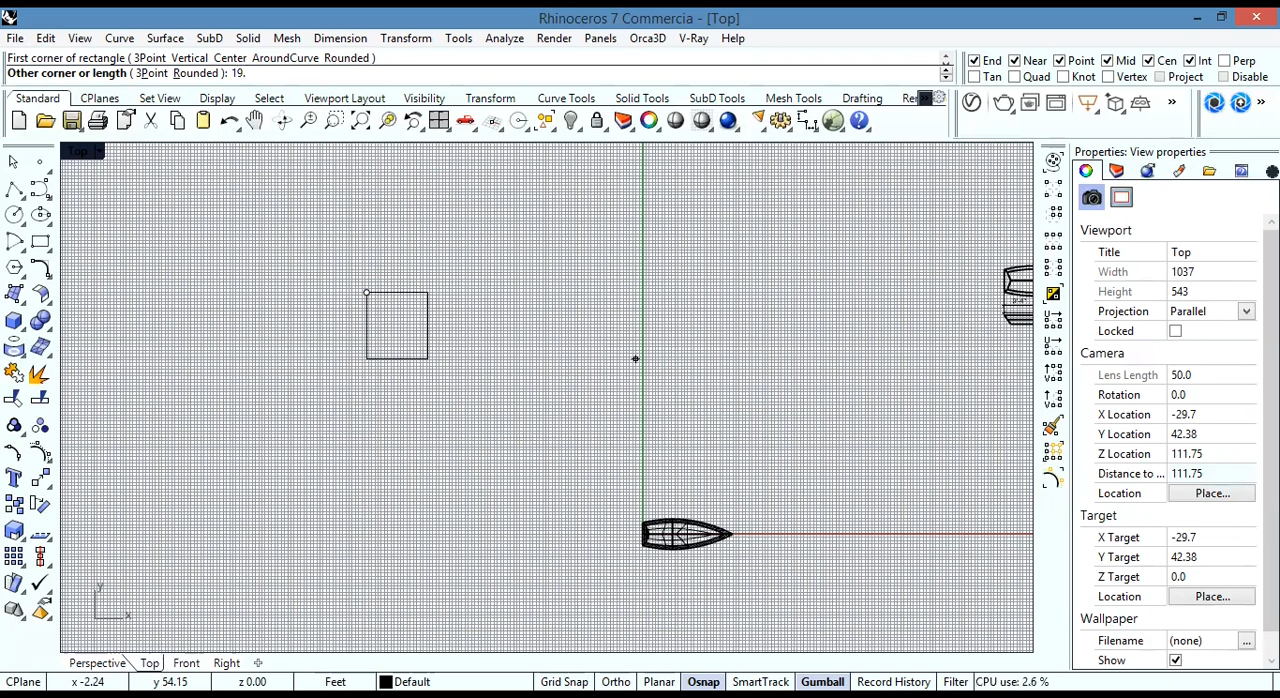 Rhinoceros 7 Commercia - [Top]
File Edit View Curve Surface SubD Solid Mesh Dimension Transform Tools Analyze Render Panels Orca3D V-Ray Help
First corner of rectangle ( 3Point Vertical Center AroundCurve Rounded )
Other corner or length ( 3Point Rounded ): 19.
End Near Point Mid Cen Int Perp
Tan Quad Knot Vertex Project Disable
Standard CPlanes Set View Display Select Viewport Layout Visibility Transform Curve Tools Solid Tools SubD Tools Mesh Tools Drafting Re
Top
Properties: View properties
Viewport
Title Top
Width 1037
Height 543
Projection Parallel
Locked
Camera
Lens Length 50.0
Rotation 0.0
X Location -29.7
Y Location 42.38
Z Location 111.75
Distance to ... 111.75
Location Place...
Target
X Target -29.7
Y Target 42.38
Z Target 0.0
Location Place...
Wallpaper
Filename (none) ...
Show
y
x
Perspective Top Front Right
CPlane x -2.24 y 54.15 z 0.00 Feet Default Grid Snap Ortho Planar Osnap SmartTrack Gumball Record History Filter CPU use: 2.6 %